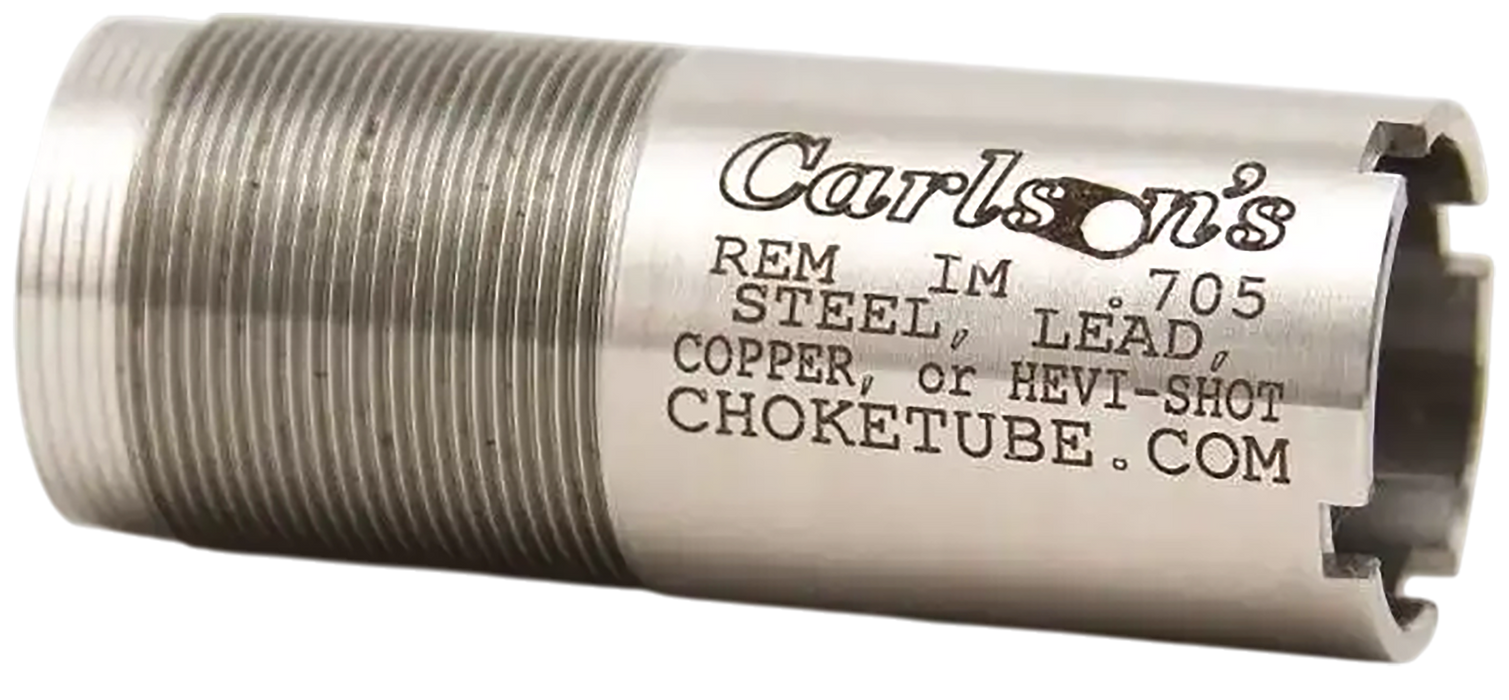 Carlson's
REM IM .705
STEEL, LEAD,
COPPER, or HEVI-SHOT
CHOKETUBE.COM